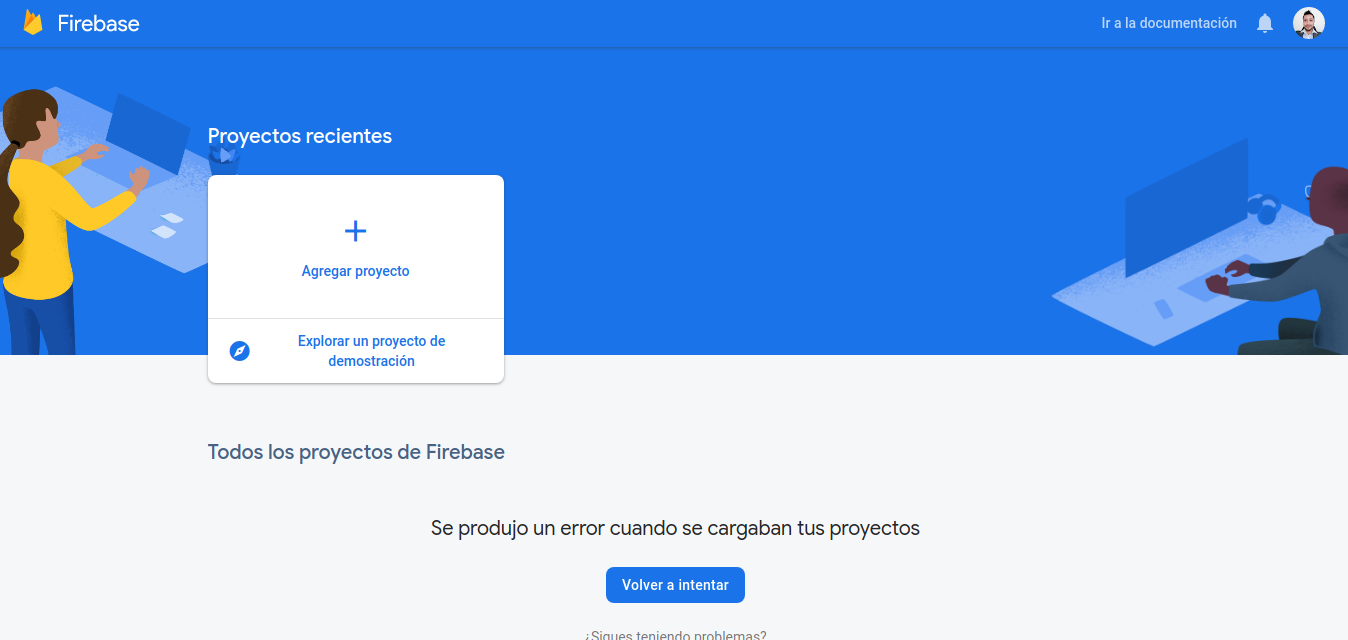 Firebase
Ir a la documentación
Proyectos recientes
Agregar proyecto
Explorar un proyecto de
demostración
Todos los proyectos de Firebase
Se produjo un error cuando se cargaban tus proyectos
Volver a intentar
¿Sigues teniendo problemas?